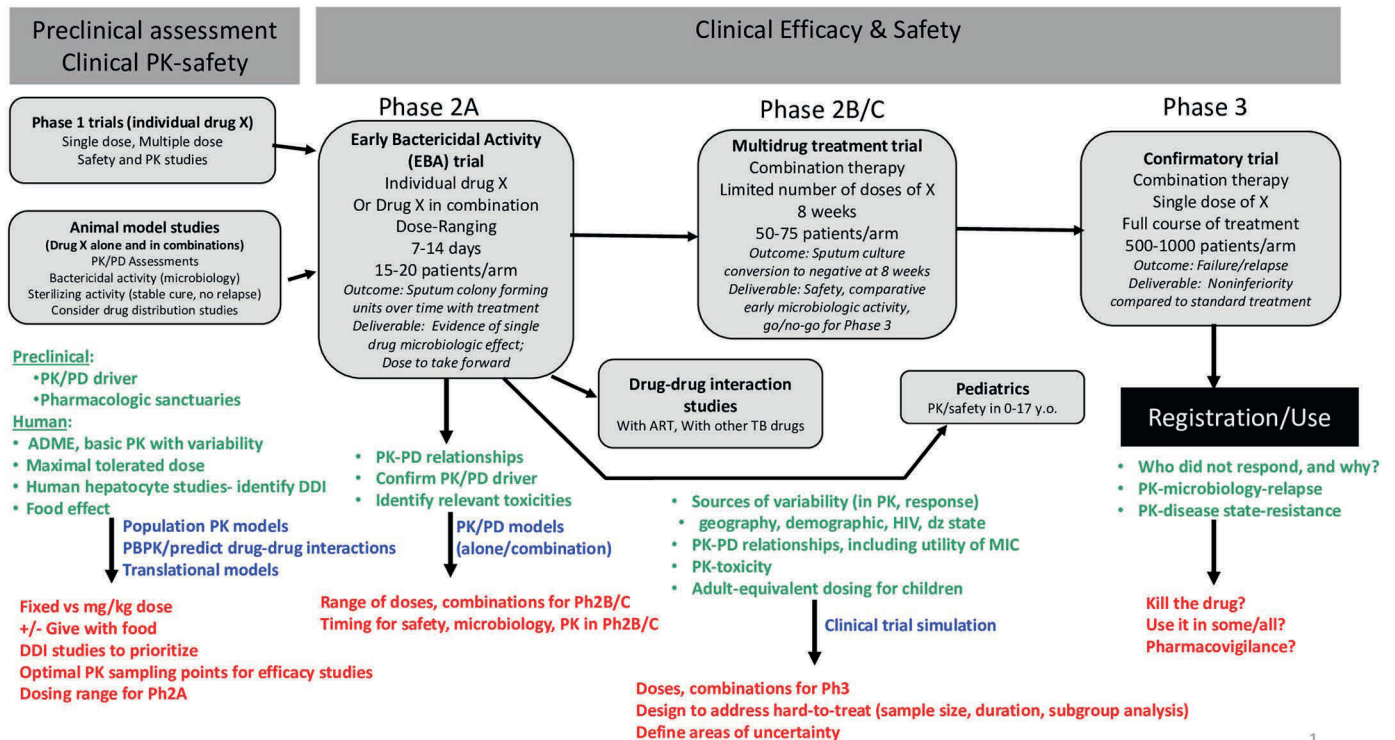 Preclinical assessment
Clinical PK-safety
Clinical Efficacy & Safety
Phase 1 trials (individual drug X)
Single dose, Multiple dose
Safety and PK studies
Animal model studies
(Drug X alone and in combinations)
PK/PD Assessments
Bactericidal activity (microbiology)
Sterilizing activity (stable cure, no relapse)
Consider drug distribution studies
Phase 2A
Early Bactericidal Activity
(EBA) trial
Individual drug X
Or Drug X in combination
Dose-Ranging
7-14 days
15-20 patients/arm
Outcome: Sputum colony forming
units over time with treatment
Deliverable: Evidence of single
drug microbiologic effect;
Dose to take forward
Phase 2B/C
Multidrug treatment trial
Combination therapy
Limited number of doses of X
8 weeks
50-75 patients/arm
Outcome: Sputum culture
conversion to negative at 8 weeks
Deliverable: Safety, comparative
early microbiologic activity,
go/no-go for Phase 3
Phase 3
Confirmatory trial
Combination therapy
Single dose of X
Full course of treatment
500-1000 patients/arm
Outcome: Failure/relapse
Deliverable: Noninferiority
compared to standard treatment
Drug-drug interaction
studies
With ART, With other TB drugs
Pediatrics
PK/safety in 0-17 y.o.
Registration/Use
Preclinical:
•PK/PD driver
•Pharmacologic sanctuaries
Human:
• ADME, basic PK with variability
• Maximal tolerated dose
• Human hepatocyte studies- identify DDI
• Food effect
Population PK models
PBPK/predict drug-drug interactions
Translational models
Fixed vs mg/kg dose
+/- Give with food
DDI studies to prioritize
Optimal PK sampling points for efficacy studies
Dosing range for Ph2A
• PK-PD relationships
• Confirm PK/PD driver
• Identify relevant toxicities
PK/PD models
(alone/combination)
Range of doses, combinations for Ph2B/C
Timing for safety, microbiology, PK in Ph2B/C
• Sources of variability (in PK, response)
• geography, demographic, HIV, dz state
• PK-PD relationships, including utility of MIC
• PK-toxicity
• Adult-equivalent dosing for children
Clinical trial simulation
Doses, combinations for Ph3
Design to address hard-to-treat (sample size, duration, subgroup analysis)
Define areas of uncertainty
• Who did not respond, and why?
• PK-microbiology-relapse
• PK-disease state-resistance
Kill the drug?
Use it in some/all?
Pharmacovigilance?
1